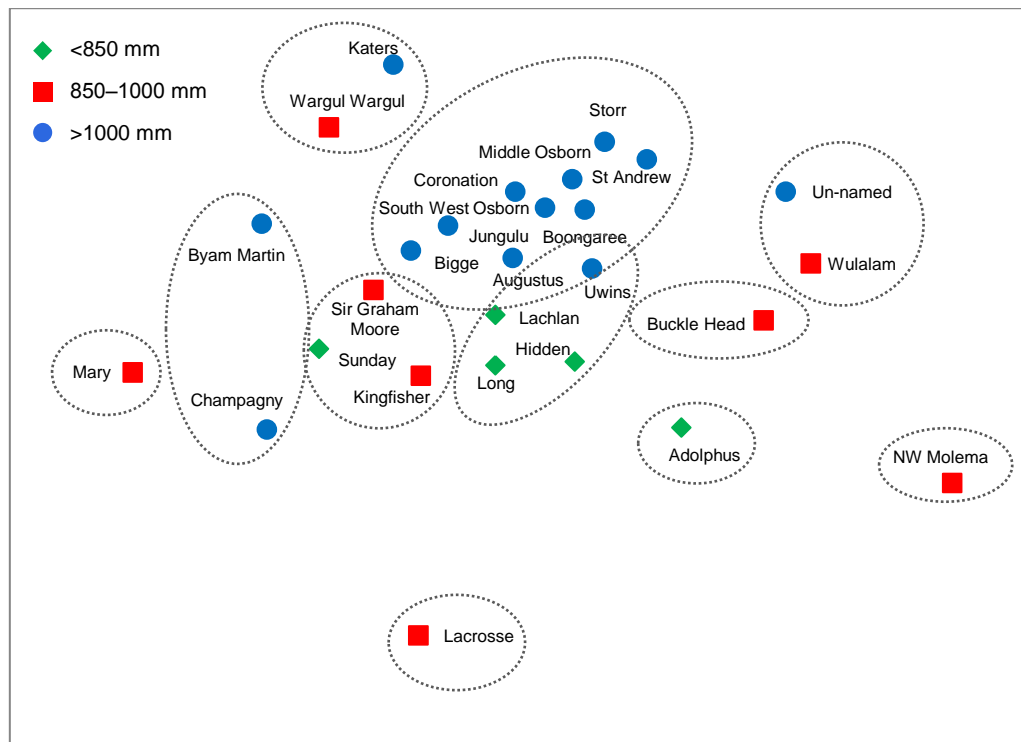 <850 mm
850–1000 mm
>1000 mm
Katers
Wargul Wargul
Storr
Middle Osborn
St Andrew
Coronation
South West Osborn
Jungulu
Boongaree
Bigge
Augustus
Uwins
Un-named
Wulalam
Byam Martin
Sir Graham
Moore
Lachlan
Buckle Head
Sunday
Hidden
Mary
Kingfisher
Long
Champagny
Adolphus
NW Molema
Lacrosse